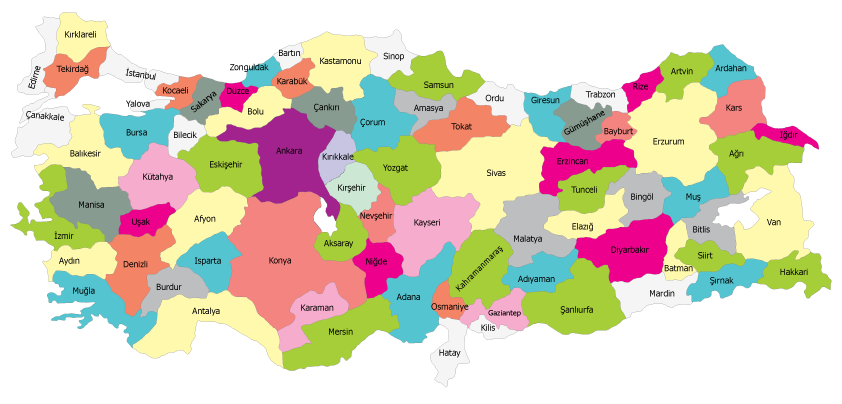 Kırklareli
Edirne
Tekirdağ
İstanbul
Kocaeli
Yalova
Sakarya
Düzce
Zonguldak
Bartın
Karabük
Kastamonu
Sinop
Samsun
Bolu
Çankırı
Çorum
Amasya
Ordu
Tokat
Giresun
Trabzon
Gümüşhane
Bayburt
Rize
Artvin
Ardahan
Kars
Iğdır
Ağrı
Erzurum
Erzincan
Tunceli
Çanakkale
Balıkesir
Bursa
Bilecik
Kütahya
Eskişehir
Ankara
Kırıkkale
Kırşehir
Yozgat
Sivas
Manisa
İzmir
Uşak
Afyon
Aydın
Denizli
Muğla
Burdur
Isparta
Antalya
Konya
Aksaray
Nevşehir
Kayseri
Niğde
Karaman
Mersin
Adana
Osmaniye
Hatay
Kilis
Gaziantep
Kahramanmaraş
Malatya
Adıyaman
Şanlıurfa
Elazığ
Diyarbakır
Bingöl
Muş
Bitlis
Batman
Siirt
Mardin
Şırnak
Hakkari
Van